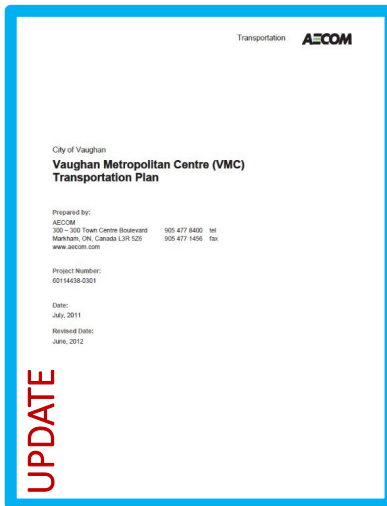 Transportation AECOM
City of Vaughan
Vaughan Metropolitan Centre (VMC)
Transportation Plan
Prepared by:
AECOM
300 – 300 Town Centre Boulevard 905 477 8400 tel
Markham, ON, Canada L3R 5Z6 905 477 1456 fax
www.aecom.com
Project Number:
60114438-0301
Date:
July, 2011
Revised Date:
June, 2012
UPDATE